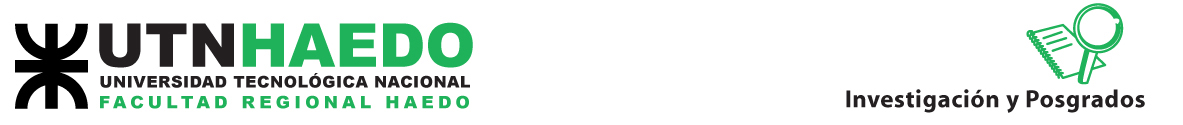 UTNHAEDO
UNIVERSIDAD TECNOLÓGICA NACIONAL
FACULTAD REGIONAL HAEDO
Investigación y Posgrados